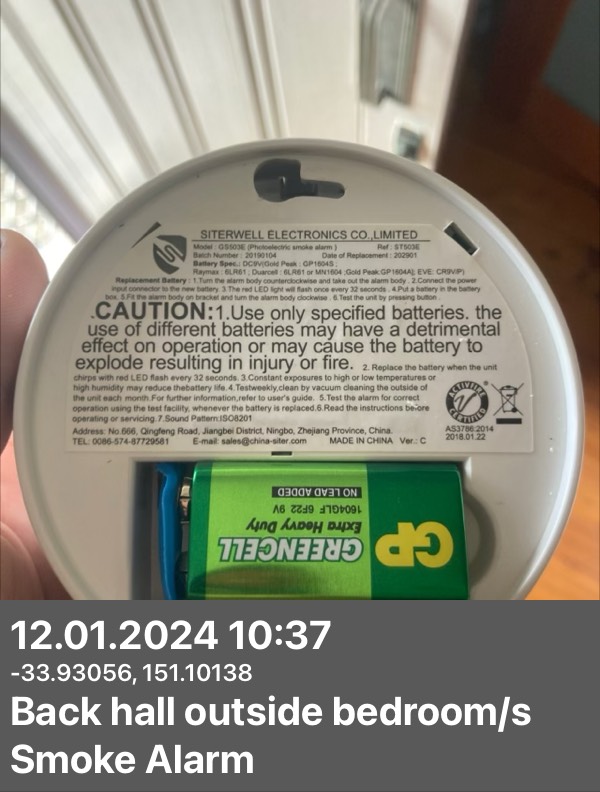 SITERWELL ELECTRONICS CO.,LIMITED
Model : GS503E (Photoelectric smoke alarm ) Ref : ST503E
Batch Number : 20190104 Date of Replacement : 202901
Battery Spec.: DC9V(Gold Peak : GP1604S ;
Raymax : 6LR61 ; Duarcell : 6LR61 or MN1604 ;Gold Peak:GP1604A); EVE: CR9V/P)
Replacement Battery : 1.Turn the alarm body counterclockwise and take out the alarm body . 2.Connect the power
input connector to the new battery . 3.The red LED light will flash once every 32 seconds . 4.Put a battery in the battery
box. 5.Fit the alarm body on bracket and turn the alarm body clockwise . 6.Test the unit by pressing button .
.CAUTION:1.Use only specified batteries. the
use of different batteries may have a detrimental
effect on operation or may cause the battery to
explode resulting in injury or fire. 2. Replace the battery when the unit
chirps with red LED flash every 32 seconds. 3.Constant exposures to high or low temperatures or
high humidity may reduce thebattery life. 4.Testweekly,clean by vacuum cleaning the outside of
the unit each month.For further information,refer to user's guide. 5.Test the alarm for correct
operation using the test facility, whenever the battery is replaced.6.Read the instructions before
operating or servicing. 7.Sound Pattern:ISO8201
ACTIVFIRE
CERTIFIED
AS3786:2014
2018.01.22
Address: No.666, Qingfeng Road, Jiangbei District, Ningbo, Zhejiang Province, China.
TEL: 0086-574-87729581 E-mail: sales@china-siter.com MADE IN CHINA Ver.: C
GP
GREENCELL
Extra Heavy Duty
1604GLF 6F22 9V
NO LEAD ADDED
12.01.2024 10:37
-33.93056, 151.10138
Back hall outside bedroom/s
Smoke Alarm